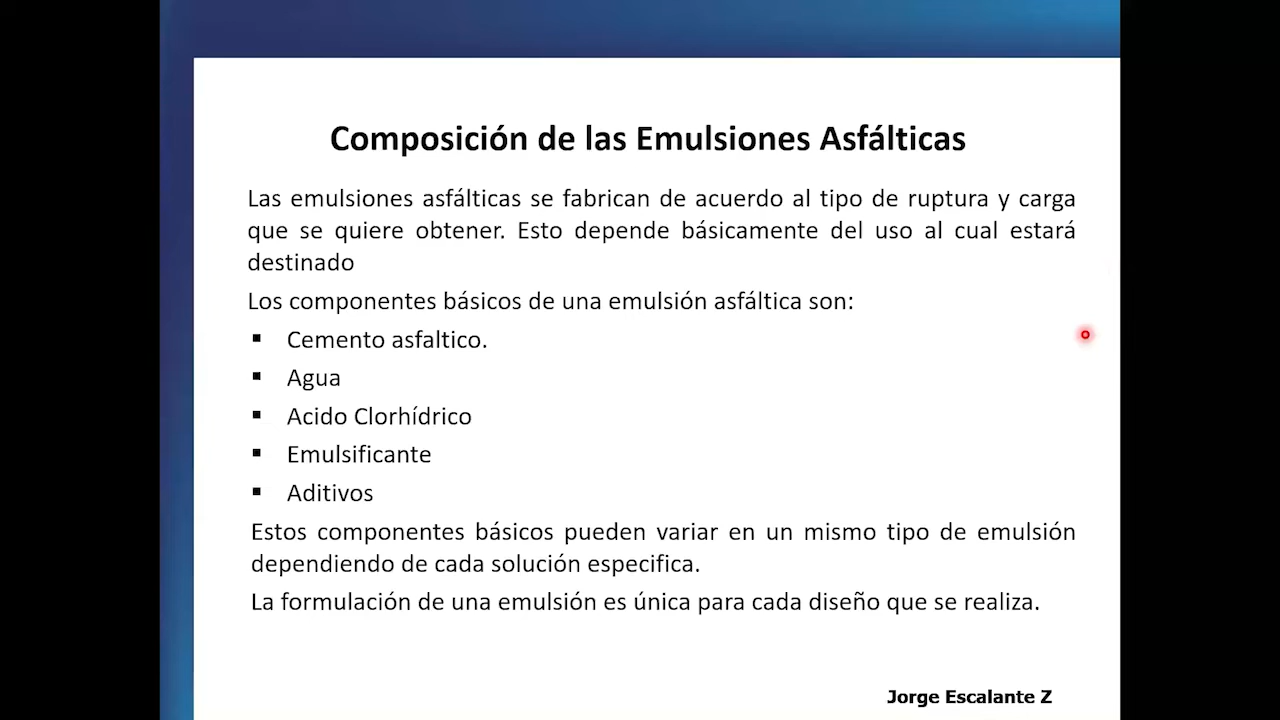 Composición de las Emulsiones Asfálticas
Las emulsiones asfálticas se fabrican de acuerdo al tipo de ruptura y carga
que se quiere obtener. Esto depende básicamente del uso al cual estará
destinado
Los componentes básicos de una emulsión asfáltica son:
▪ Cemento asfaltico.
▪ Agua
▪ Acido Clorhídrico
▪ Emulsificante
▪ Aditivos
Estos componentes básicos pueden variar en un mismo tipo de emulsión
dependiendo de cada solución especifica.
La formulación de una emulsión es única para cada diseño que se realiza.
Jorge Escalante Z